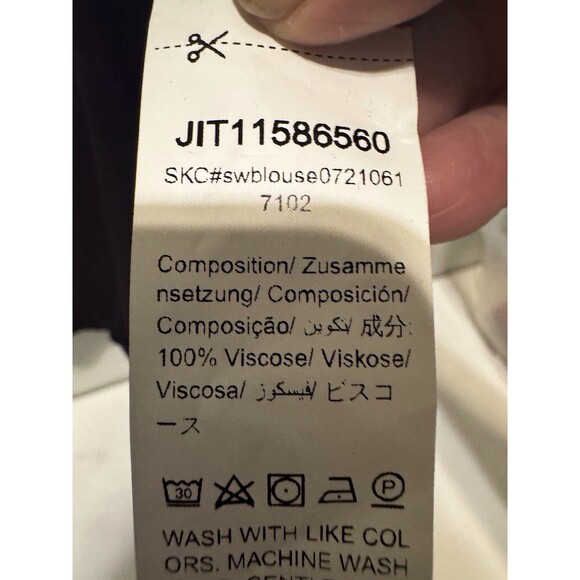 JIT11586560
SKC#swblouse0721061
7102
Composition/ Zusamme
nsetzung/ Composición/
Composição/ تكوين/ 成分:
100% Viscose/ Viskose/
Viscosa/ فيسكوز/ ビスコ
ース
30
P
WASH WITH LIKE COL
ORS. MACHINE WASH